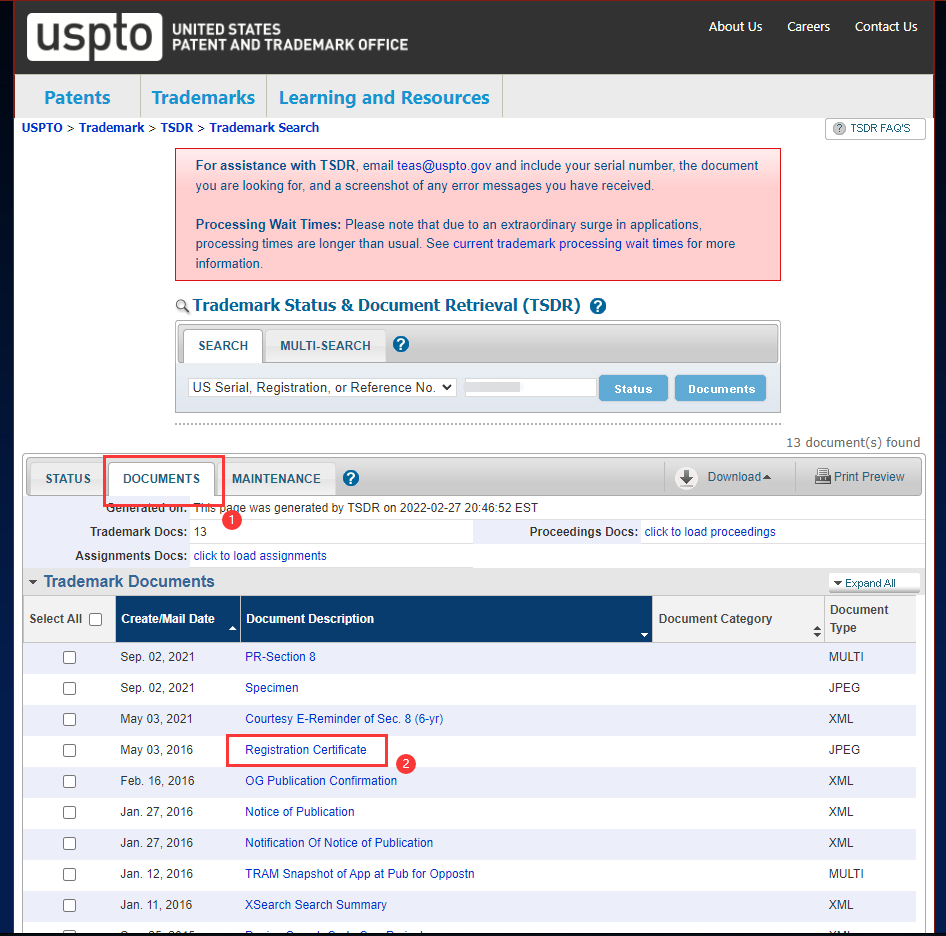 uspto UNITED STATES
PATENT AND TRADEMARK OFFICE
About Us Careers Contact Us
Patents Trademarks Learning and Resources
USPTO > Trademark > TSDR > Trademark Search
? TSDR FAQ'S
For assistance with TSDR, email teas@uspto.gov and include your serial number, the document
you are looking for, and a screenshot of any error messages you have received.
Processing Wait Times: Please note that due to an extraordinary surge in applications,
processing times are longer than usual. See current trademark processing wait times for more
information.
Trademark Status & Document Retrieval (TSDR) ?
SEARCH MULTI-SEARCH ?
US Serial, Registration, or Reference No. Status Documents
13 document(s) found
STATUS DOCUMENTS MAINTENANCE ? Download Print Preview
Generated on: This page was generated by TSDR on 2022-02-27 20:46:52 EST
1
Trademark Docs: 13 Proceedings Docs: click to load proceedings
Assignments Docs: click to load assignments
Trademark Documents Expand All
Select All Create/Mail Date Document Description Document Category Document
Type
Sep. 02, 2021 PR-Section 8 MULTI
Sep. 02, 2021 Specimen JPEG
May 03, 2021 Courtesy E-Reminder of Sec. 8 (6-yr) XML
May 03, 2016 Registration Certificate JPEG
2
Feb. 16, 2016 OG Publication Confirmation XML
Jan. 27, 2016 Notice of Publication XML
Jan. 27, 2016 Notification Of Notice of Publication XML
Jan. 12, 2016 TRAM Snapshot of App at Pub for Oppostn MULTI
Jan. 11, 2016 XSearch Search Summary XML